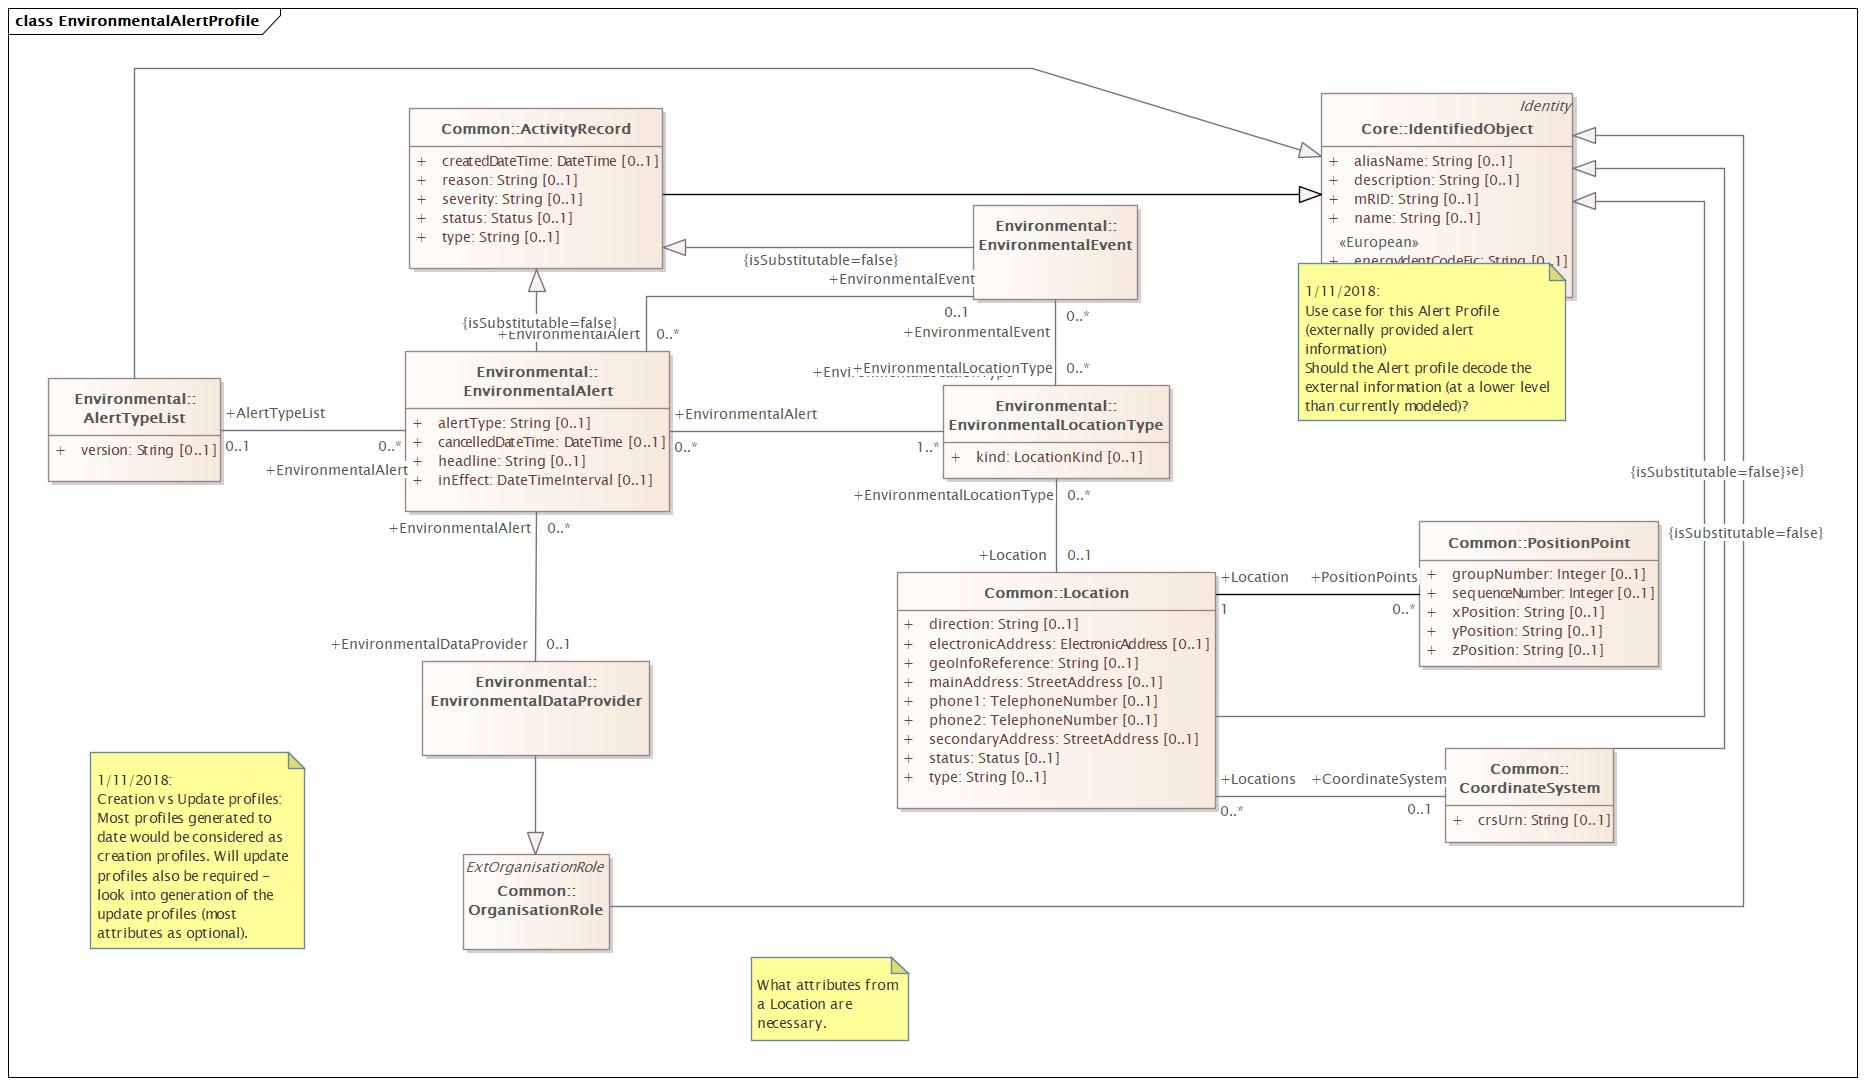 class EnvironmentalAlertProfile
Common::ActivityRecord
+ createdDateTime: DateTime [0..1]
+ reason: String [0..1]
+ severity: String [0..1]
+ status: Status [0..1]
+ type: String [0..1]
Identity
Core::IdentifiedObject
+ aliasName: String [0..1]
+ description: String [0..1]
+ mRID: String [0..1]
+ name: String [0..1]
«European»
+ energyIdentCodeEic: String [0..1]
1/11/2018:
Use case for this Alert Profile
(externally provided alert
information)
Should the Alert profile decode the
external information (at a lower level
than currently modeled)?
Environmental::
EnvironmentalEvent
{isSubstitutable=false}
+EnvironmentalEvent
0..1
0..*
+EnvironmentalEvent
{isSubstitutable=false}
+EnvironmentalAlert
0..*
+EnvironmentalLocationType
0..*
Environmental::
AlertTypeList
+ version: String [0..1]
+AlertTypeList
0..1
0..*
+EnvironmentalAlert
Environmental::
EnvironmentalAlert
+ alertType: String [0..1]
+ cancelledDateTime: DateTime [0..1]
+ headline: String [0..1]
+ inEffect: DateTimeInterval [0..1]
+EnvironmentalAlert
0..*
1..*
Environmental::
EnvironmentalLocationType
+ kind: LocationKind [0..1]
+EnvironmentalLocationType
0..*
+Location
0..1
{isSubstitutable=false}
{isSubstitutable=false}
+EnvironmentalAlert
0..*
+EnvironmentalDataProvider
0..1
Environmental::
EnvironmentalDataProvider
Common::Location
+ direction: String [0..1]
+ electronicAddress: ElectronicAddress [0..1]
+ geoInfoReference: String [0..1]
+ mainAddress: StreetAddress [0..1]
+ phone1: TelephoneNumber [0..1]
+ phone2: TelephoneNumber [0..1]
+ secondaryAddress: StreetAddress [0..1]
+ status: Status [0..1]
+ type: String [0..1]
+Location
1
+PositionPoints
0..*
Common::PositionPoint
+ groupNumber: Integer [0..1]
+ sequenceNumber: Integer [0..1]
+ xPosition: String [0..1]
+ yPosition: String [0..1]
+ zPosition: String [0..1]
+Locations
0..*
+CoordinateSystem
0..1
Common::
CoordinateSystem
+ crsUrn: String [0..1]
1/11/2018:
Creation vs Update profiles:
Most profiles generated to
date would be considered as
creation profiles. Will update
profiles also be required -
look into generation of the
update profiles (most
attributes as optional).
ExtOrganisationRole
Common::
OrganisationRole
What attributes from
a Location are
necessary.